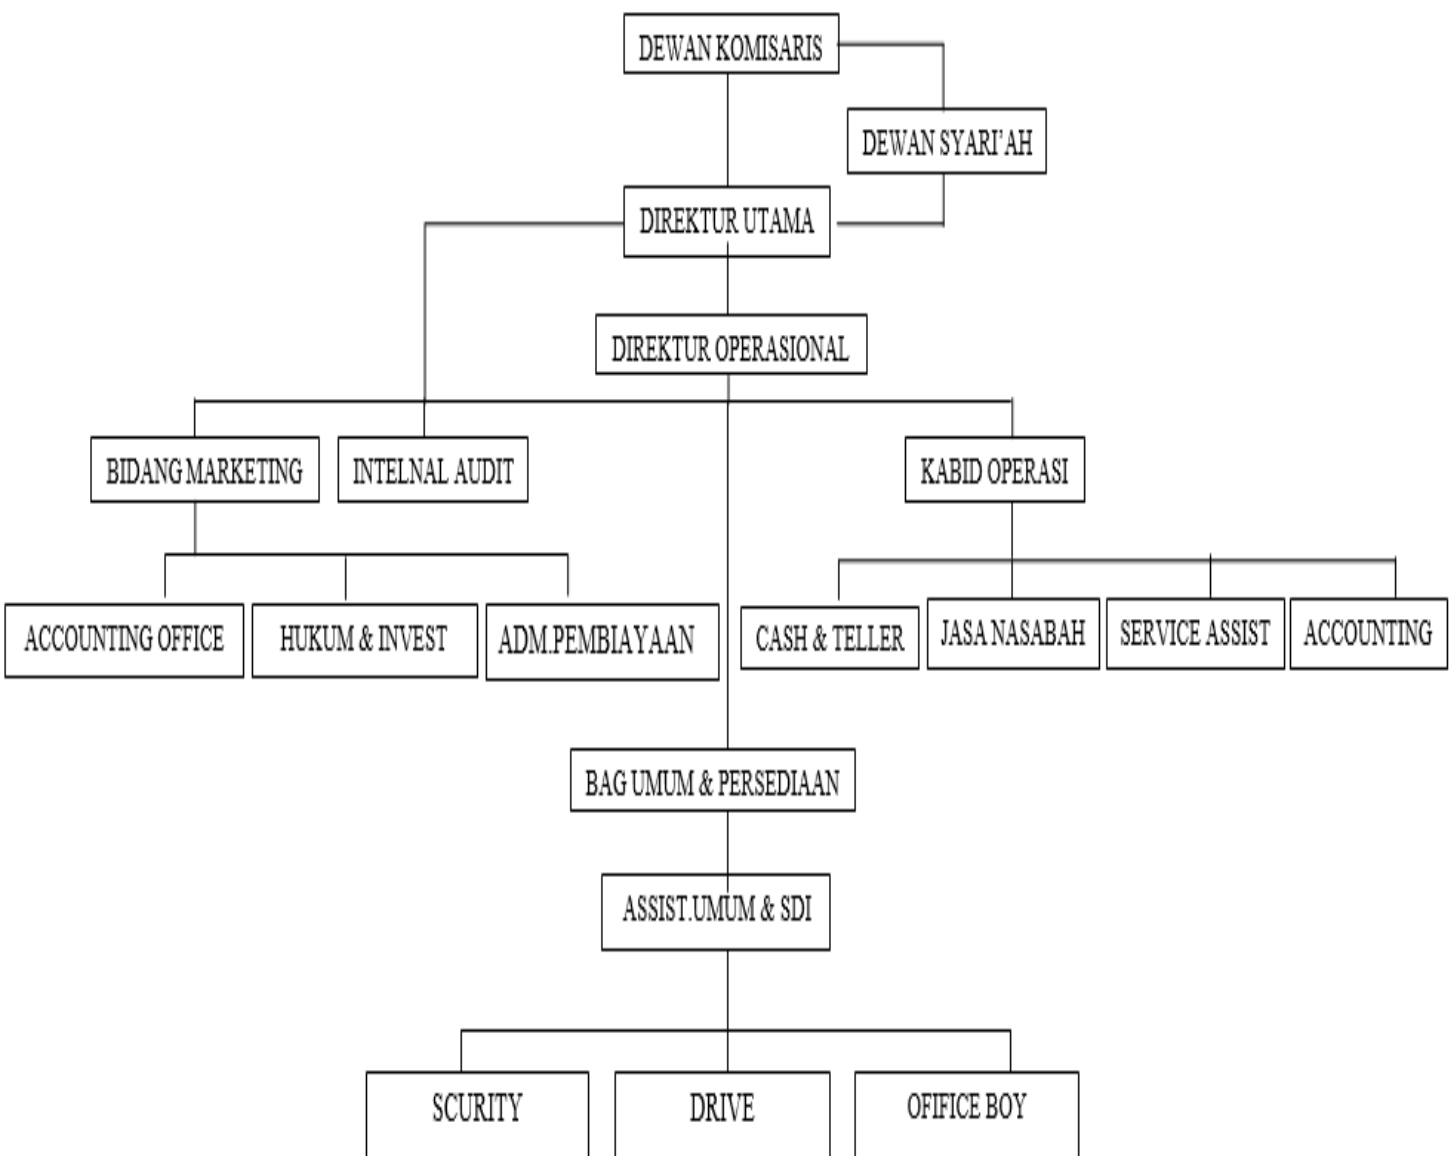 DEWAN KOMISARIS
DEWAN SYARI’AH
DIREKTUR UTAMA
DIREKTUR OPERASIONAL
BIDANG MARKETING
INTELNAL AUDIT
KABID OPERASI
ACCOUNTING OFFICE
HUKUM & INVEST
ADM.PEMBIAYAAN
CASH & TELLER
JASA NASABAH
SERVICE ASSIST
ACCOUNTING
BAG UMUM & PERSEDIAAN
ASSIST.UMUM & SDI
SCURITY
DRIVE
OFIFICE BOY